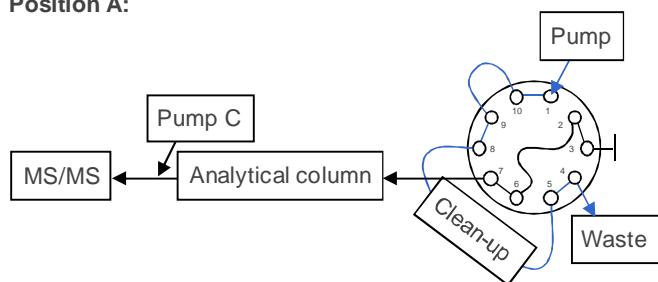 Position A:
Pump
Pump C
MS/MS
Analytical column
Clean-up
Waste
10
1
9
2
8
3
7
4
6
5